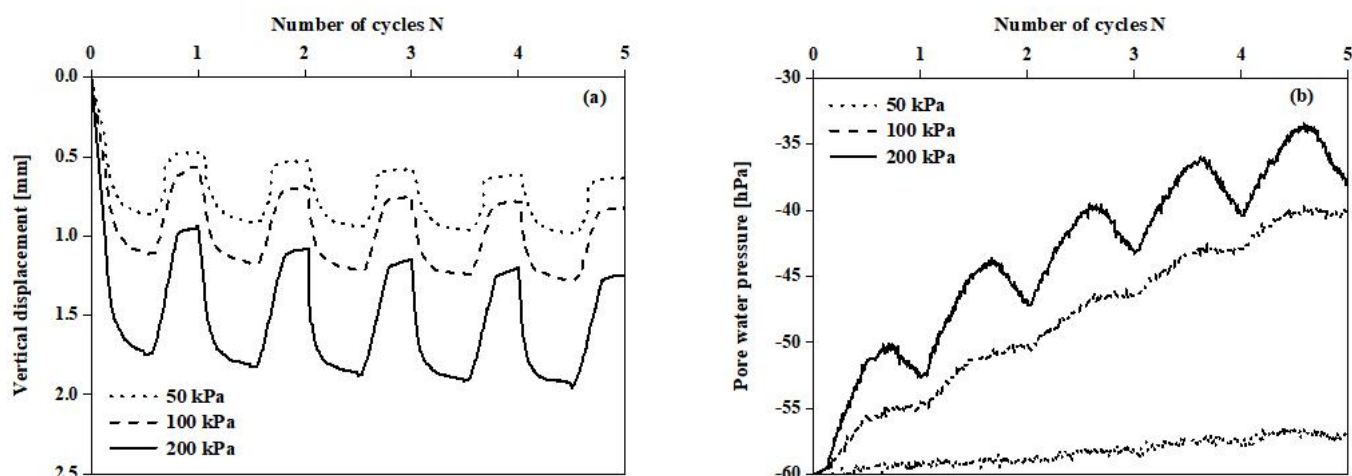 Number of cycles N
0 1 2 3 4 5
0.0
0.5
1.0
1.5
2.0
2.5
Vertical displacement [mm]
(a)
50 kPa
100 kPa
200 kPa
Number of cycles N
0 1 2 3 4 5
-30
-35
-40
-45
-50
-55
-60
Pore water pressure [hPa]
(b)
50 kPa
100 kPa
200 kPa